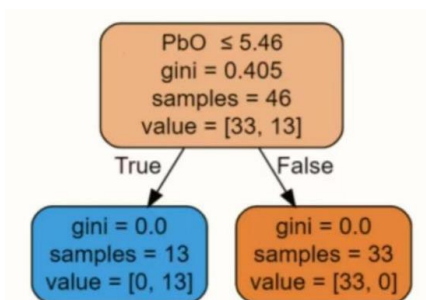 PbO ≤ 5.46
gini = 0.405
samples = 46
value = [33, 13]
True
False
gini = 0.0
samples = 13
value = [0, 13]
gini = 0.0
samples = 33
value = [33, 0]